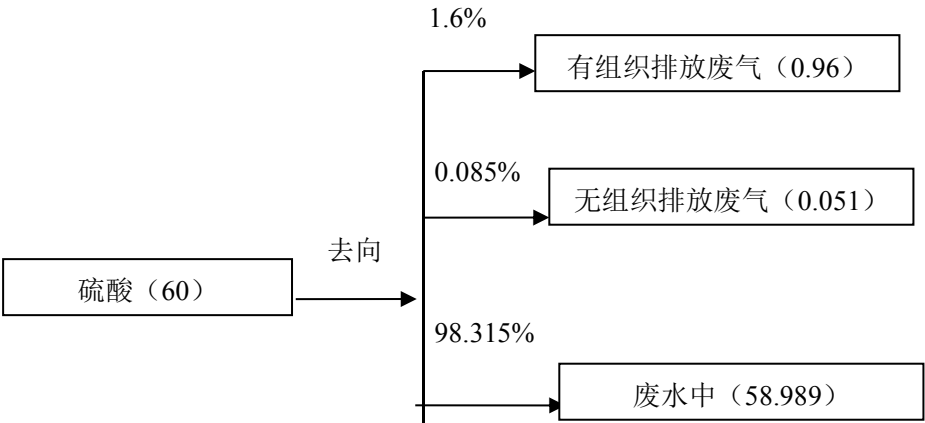 1.6%
有组织排放废气（0.96）
0.085%
无组织排放废气（0.051）
去向
硫酸（60）
98.315%
废水中（58.989）